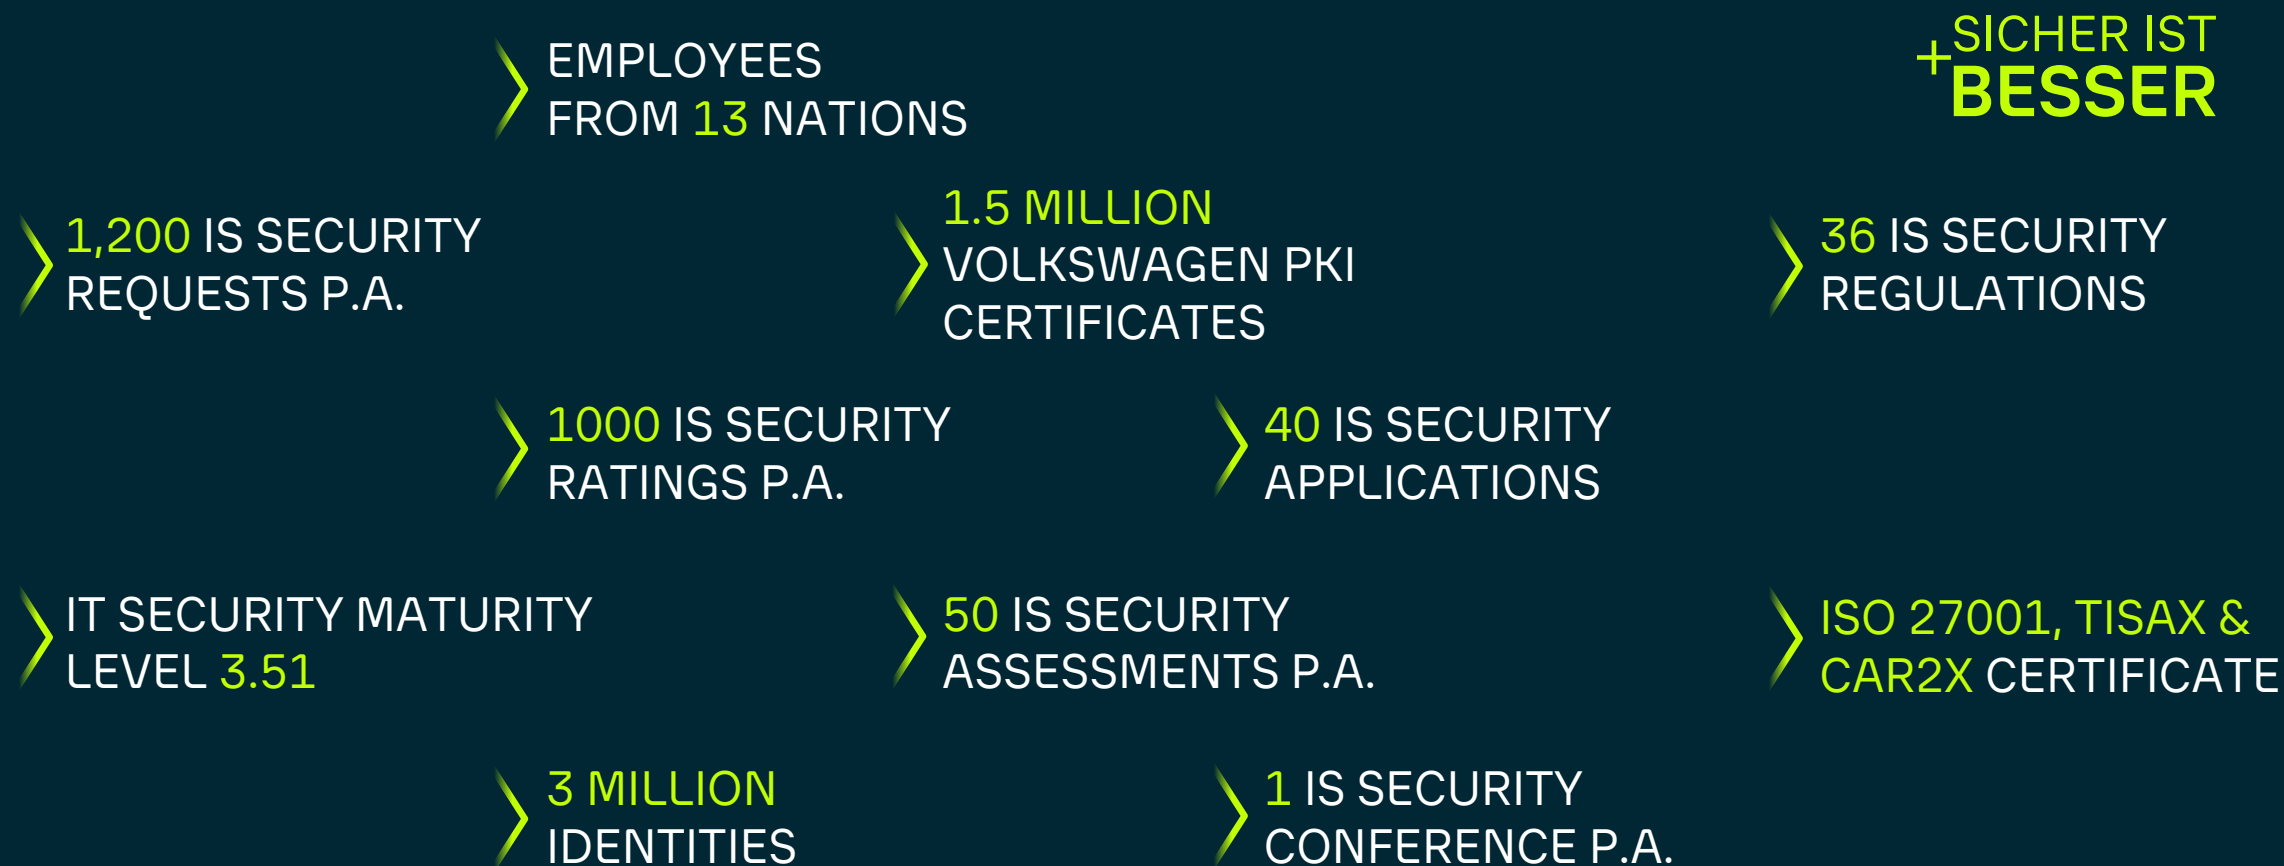 EMPLOYEES
FROM 13 NATIONS
+SICHER IST
BESSER
1,200 IS SECURITY
REQUESTS P.A.
1.5 MILLION
VOLKSWAGEN PKI
CERTIFICATES
36 IS SECURITY
REGULATIONS
1000 IS SECURITY
RATINGS P.A.
40 IS SECURITY
APPLICATIONS
IT SECURITY MATURITY
LEVEL 3.51
50 IS SECURITY
ASSESSMENTS P.A.
ISO 27001, TISAX &
CAR2X CERTIFICATE
3 MILLION
IDENTITIES
1 IS SECURITY
CONFERENCE P.A.